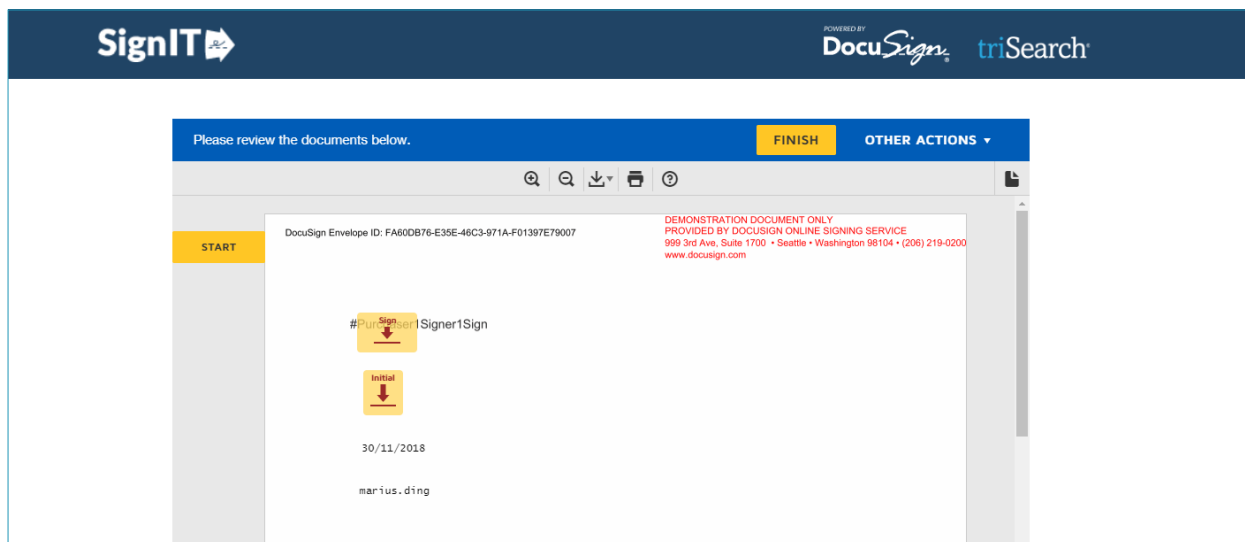 SignIT
POWERED BY
DocuSign®
triSearch
Please review the documents below.
FINISH
OTHER ACTIONS
START
DocuSign Envelope ID: FA60DB76-E35E-46C3-971A-F01397E79007
DEMONSTRATION DOCUMENT ONLY
PROVIDED BY DOCUSIGN ONLINE SIGNING SERVICE
999 3rd Ave, Suite 1700 • Seattle • Washington 98104 • (206) 219-0200
www.docusign.com
#Purchaser1Signer1Sign
Sign
Initial
30/11/2018
marius.ding